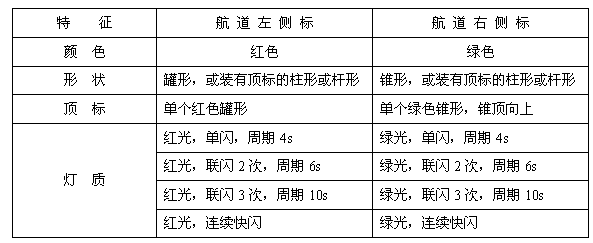 特 征 航 道 左 侧 标 航 道 右 侧 标
颜 色 红色 绿色
形 状 罐形，或装有顶标的柱形或杆形 锥形，或装有顶标的柱形或杆形
顶 标 单个红色罐形 单个绿色锥形，锥顶向上
灯 质 红光，单闪，周期 4s 绿光，单闪，周期 4s
红光，联闪 2 次，周期 6s 绿光，联闪 2 次，周期 6s
红光，联闪 3 次，周期 10s 绿光，联闪 3 次，周期 10s
红光，连续快闪 绿光，连续快闪